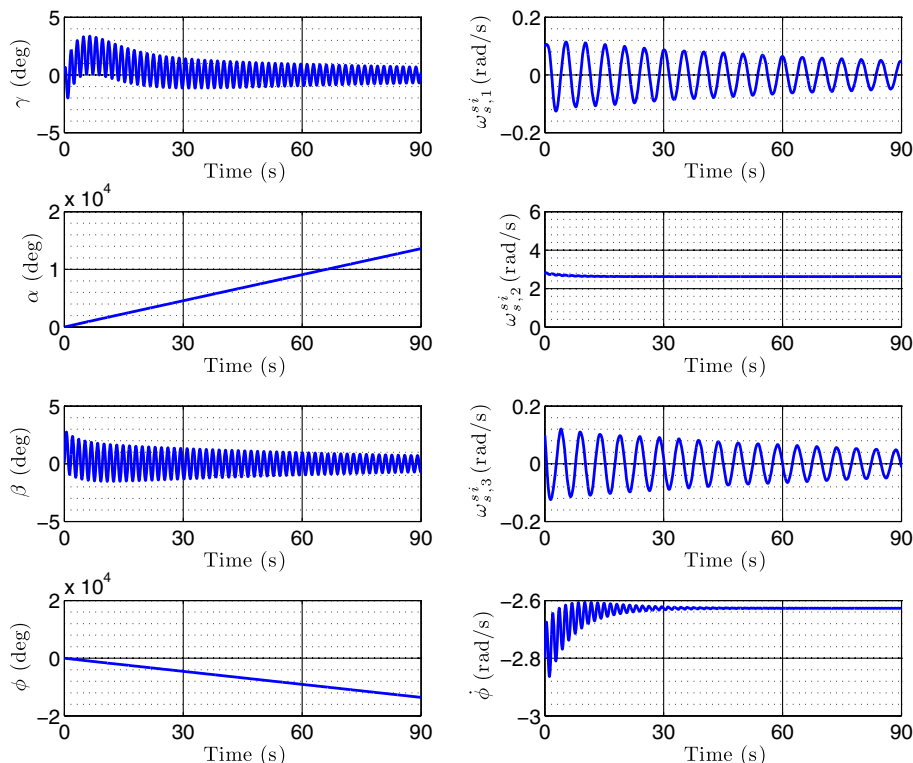 5
0
−5
γ (deg)
0 30 60 90
Time (s)
0.2
0
−0.2
ω_{s,1}^{si} (rad/s)
0 30 60 90
Time (s)
x 10^4
2
1
0
α (deg)
0 30 60 90
Time (s)
6
4
2
0
ω_{s,2}^{si} (rad/s)
0 30 60 90
Time (s)
5
0
−5
β (deg)
0 30 60 90
Time (s)
0.2
0
−0.2
ω_{s,3}^{si} (rad/s)
0 30 60 90
Time (s)
x 10^4
2
0
−2
ϕ (deg)
0 30 60 90
Time (s)
−2.6
−2.8
−3
ϕ̇ (rad/s)
0 30 60 90
Time (s)